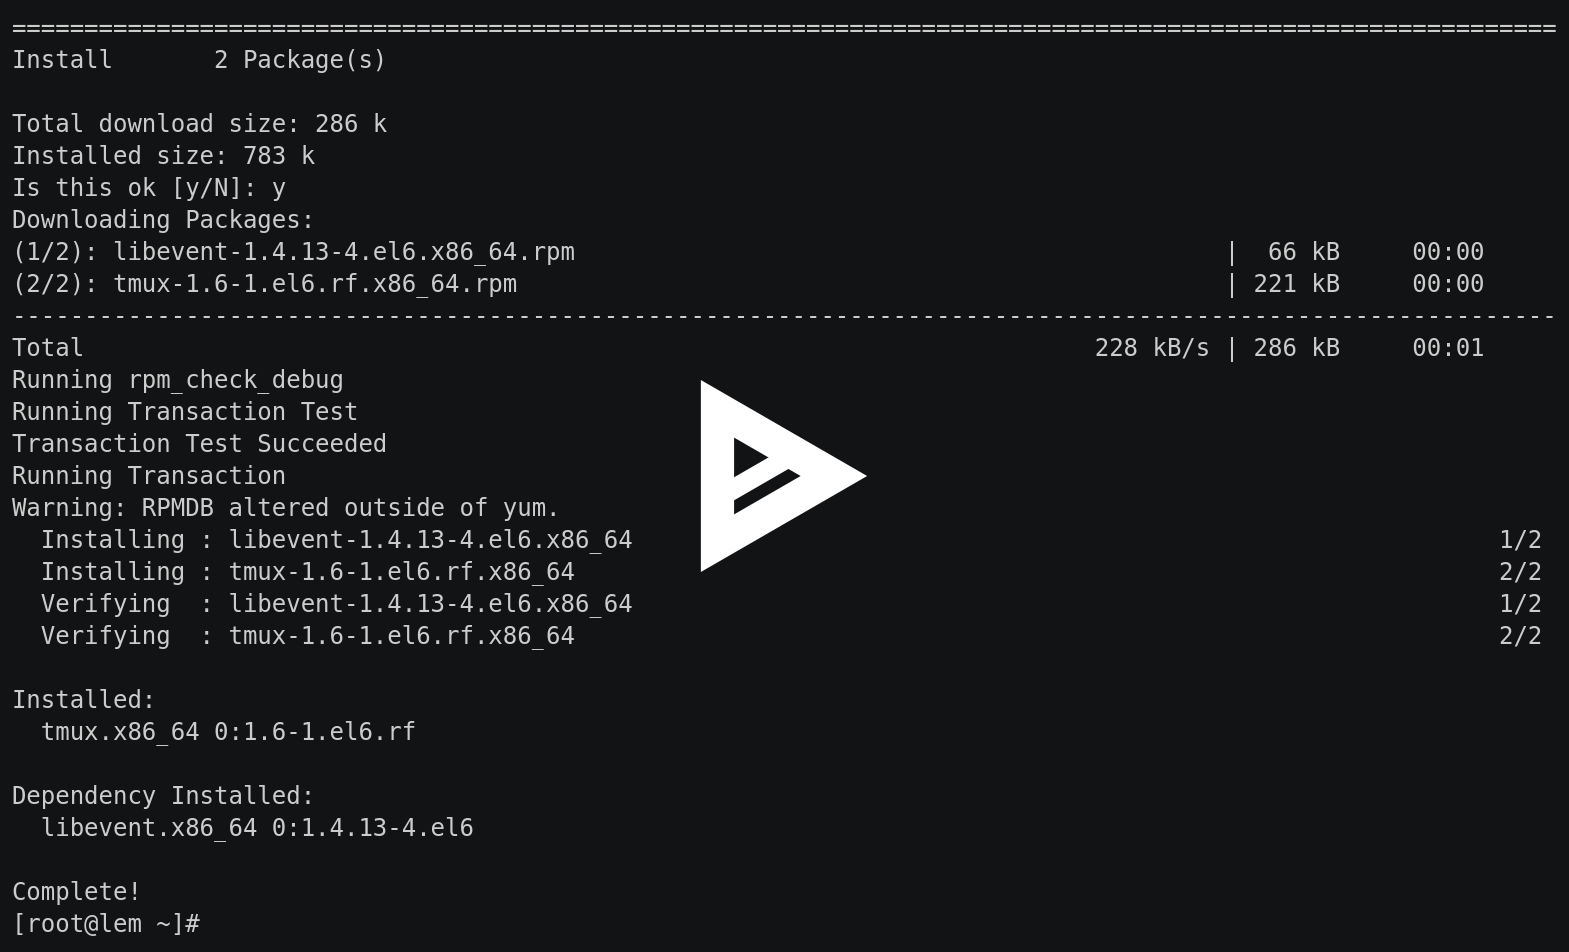 ===========================================================================================================
Install       2 Package(s)

Total download size: 286 k
Installed size: 783 k
Is this ok [y/N]: y
Downloading Packages:
(1/2): libevent-1.4.13-4.el6.x86_64.rpm                                             |  66 kB     00:00
(2/2): tmux-1.6-1.el6.rf.x86_64.rpm                                                 | 221 kB     00:00
-----------------------------------------------------------------------------------------------------------
Total                                                                      228 kB/s | 286 kB     00:01
Running rpm_check_debug
Running Transaction Test
Transaction Test Succeeded
Running Transaction
Warning: RPMDB altered outside of yum.
  Installing : libevent-1.4.13-4.el6.x86_64                                                            1/2
  Installing : tmux-1.6-1.el6.rf.x86_64                                                                2/2
  Verifying  : libevent-1.4.13-4.el6.x86_64                                                            1/2
  Verifying  : tmux-1.6-1.el6.rf.x86_64                                                                2/2

Installed:
  tmux.x86_64 0:1.6-1.el6.rf

Dependency Installed:
  libevent.x86_64 0:1.4.13-4.el6

Complete!
[root@lem ~]#